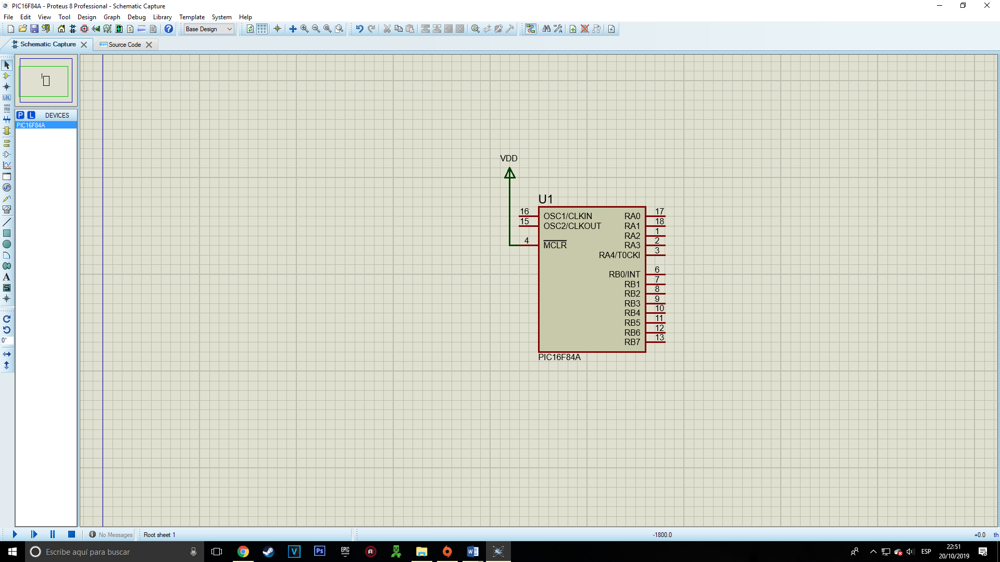 PIC16F84A - Proteus 8 Professional - Schematic Capture
File Edit View Tool Design Graph Debug Library Template System Help
Base Design
Schematic Capture
Source Code
LBL
P L DEVICES
PIC16F84A
A
S
0°
VDD
U1
16 OSC1/CLKIN RA0 17
15 OSC2/CLKOUT RA1 18
RA2 1
4 MCLR RA3 2
RA4/T0CKI 3
RB0/INT 6
RB1 7
RB2 8
RB3 9
RB4 10
RB5 11
RB6 12
RB7 13
PIC16F84A
No Messages Root sheet 1 -1800.0 +0.0 th
Escribe aquí para buscar
V
Ps
EPIC
GAMES
W
ESP
22:51
20/10/2019